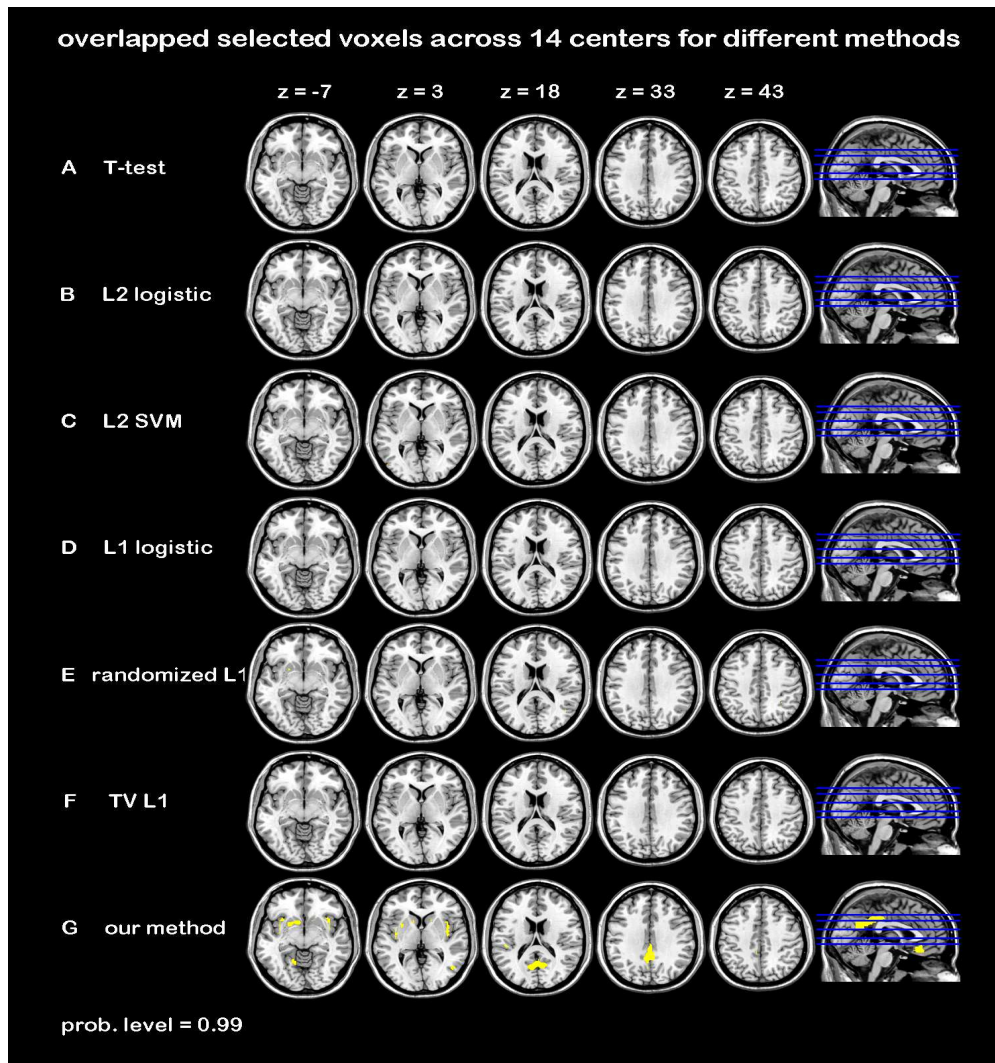 overlapped selected voxels across 14 centers for different methods
z = -7 z = 3 z = 18 z = 33 z = 43
A T-test
B L2 logistic
C L2 SVM
D L1 logistic
E randomized L1
F TV L1
G our method
prob. level = 0.99